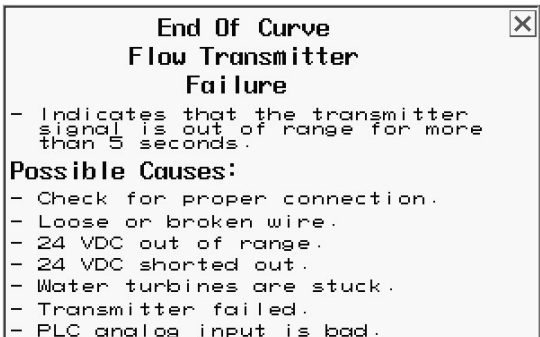 End Of Curve
Flow Transmitter
Failure
- Indicates that the transmitter
signal is out of range for more
than 5 seconds.
Possible Causes:
- Check for proper connection.
- Loose or broken wire.
- 24 VDC out of range.
- 24 VDC shorted out.
- Water turbines are stuck.
- Transmitter failed.
- PLC analog input is bad.